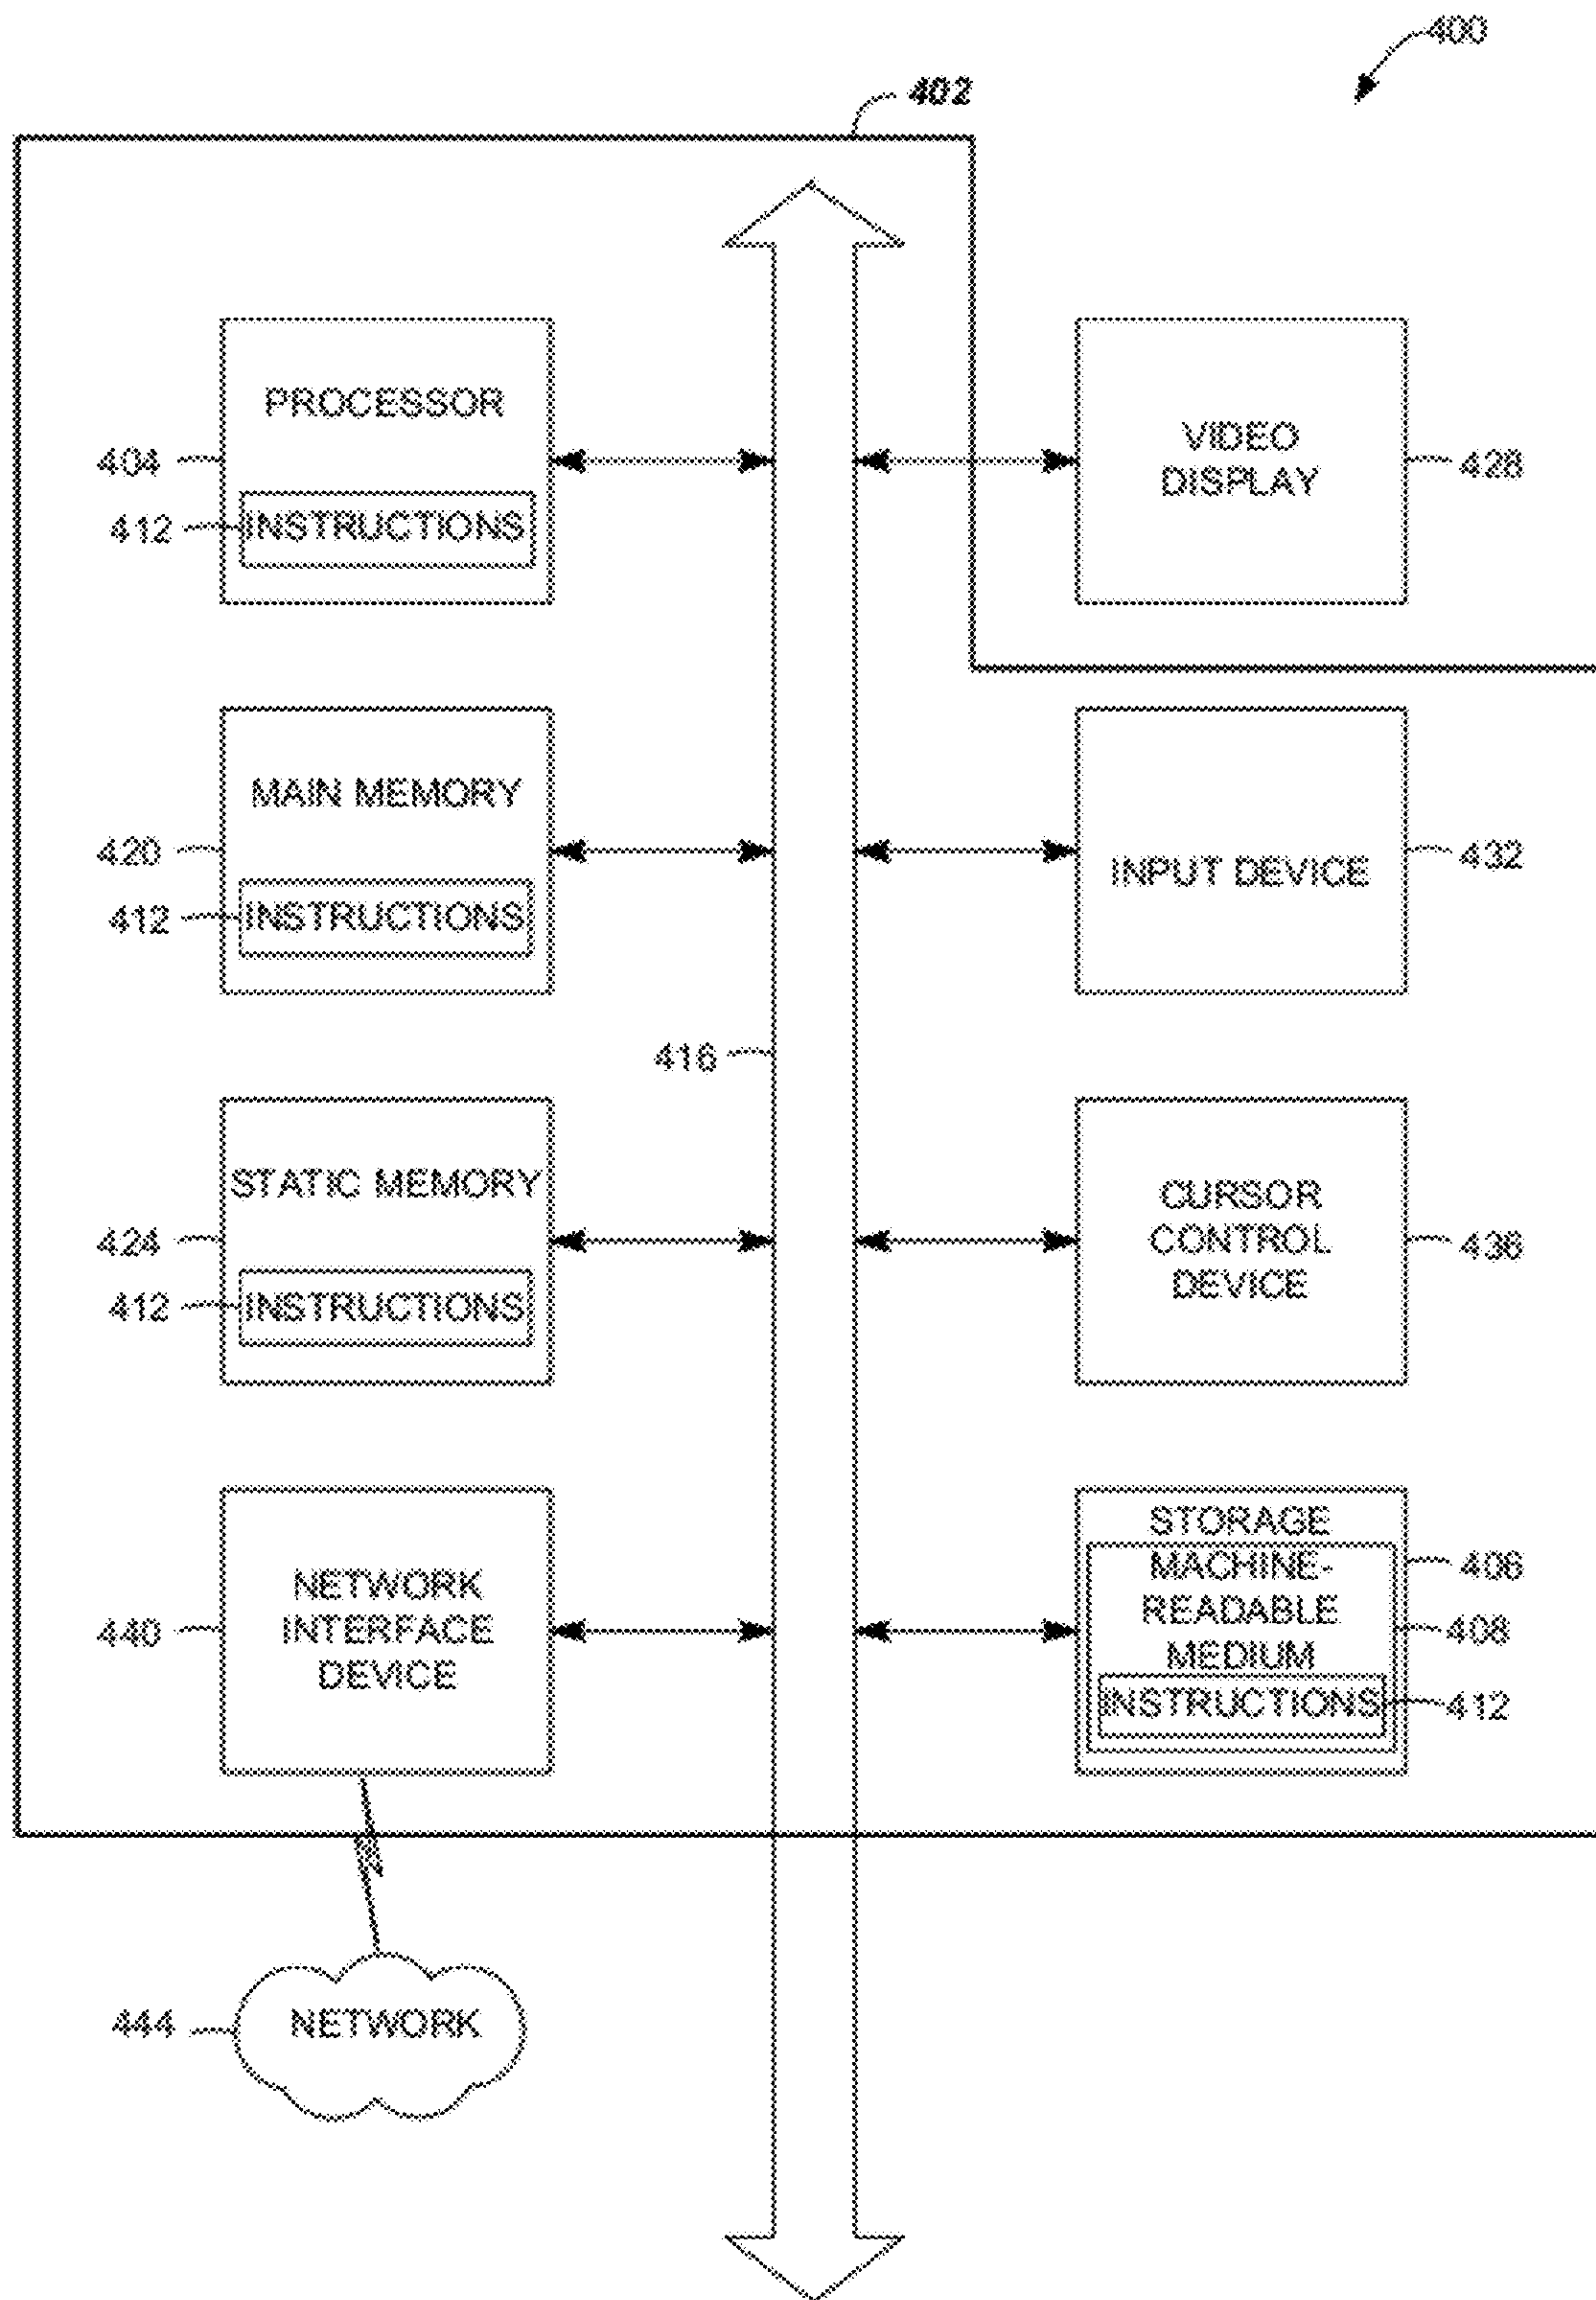 400
402
PROCESSOR
404
412
INSTRUCTIONS
VIDEO
DISPLAY
428
MAIN MEMORY
420
412
INSTRUCTIONS
INPUT DEVICE
432
416
STATIC MEMORY
424
412
INSTRUCTIONS
CURSOR
CONTROL
DEVICE
436
NETWORK
INTERFACE
DEVICE
440
STORAGE
MACHINE-
READABLE
MEDIUM
INSTRUCTIONS
406
408
412
444
NETWORK